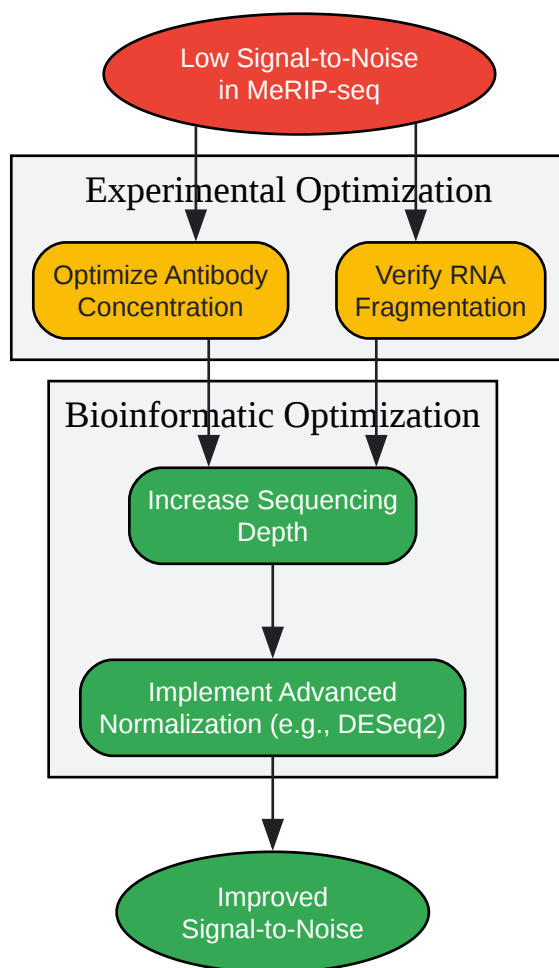 Low Signal-to-Noise
in MeRIP-seq
Experimental Optimization
Optimize Antibody
Concentration
Verify RNA
Fragmentation
Bioinformatic Optimization
Increase Sequencing
Depth
Implement Advanced
Normalization (e.g., DESeq2)
Improved
Signal-to-Noise